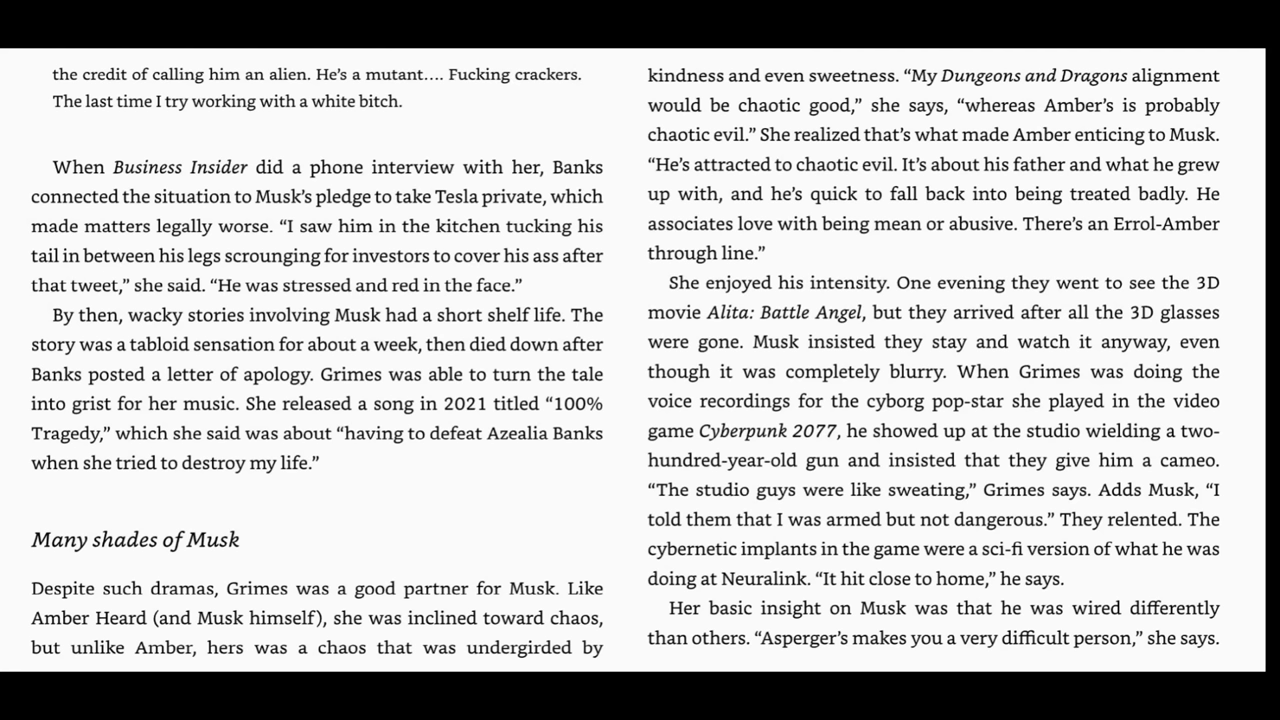 the credit of calling him an alien. He’s a mutant…. Fucking crackers.
The last time I try working with a white bitch.
When Business Insider did a phone interview with her, Banks
connected the situation to Musk’s pledge to take Tesla private, which
made matters legally worse. “I saw him in the kitchen tucking his
tail in between his legs scrounging for investors to cover his ass after
that tweet,” she said. “He was stressed and red in the face.”
By then, wacky stories involving Musk had a short shelf life. The
story was a tabloid sensation for about a week, then died down after
Banks posted a letter of apology. Grimes was able to turn the tale
into grist for her music. She released a song in 2021 titled “100%
Tragedy,” which she said was about “having to defeat Azealia Banks
when she tried to destroy my life.”
Many shades of Musk
Despite such dramas, Grimes was a good partner for Musk. Like
Amber Heard (and Musk himself), she was inclined toward chaos,
but unlike Amber, hers was a chaos that was undergirded by
kindness and even sweetness. “My Dungeons and Dragons alignment
would be chaotic good,” she says, “whereas Amber’s is probably
chaotic evil.” She realized that’s what made Amber enticing to Musk.
“He’s attracted to chaotic evil. It’s about his father and what he grew
up with, and he’s quick to fall back into being treated badly. He
associates love with being mean or abusive. There’s an Errol-Amber
through line.”
She enjoyed his intensity. One evening they went to see the 3D
movie Alita: Battle Angel, but they arrived after all the 3D glasses
were gone. Musk insisted they stay and watch it anyway, even
though it was completely blurry. When Grimes was doing the
voice recordings for the cyborg pop-star she played in the video
game Cyberpunk 2077, he showed up at the studio wielding a two-
hundred-year-old gun and insisted that they give him a cameo.
“The studio guys were like sweating,” Grimes says. Adds Musk, “I
told them that I was armed but not dangerous.” They relented. The
cybernetic implants in the game were a sci-fi version of what he was
doing at Neuralink. “It hit close to home,” he says.
Her basic insight on Musk was that he was wired differently
than others. “Asperger’s makes you a very difficult person,” she says.